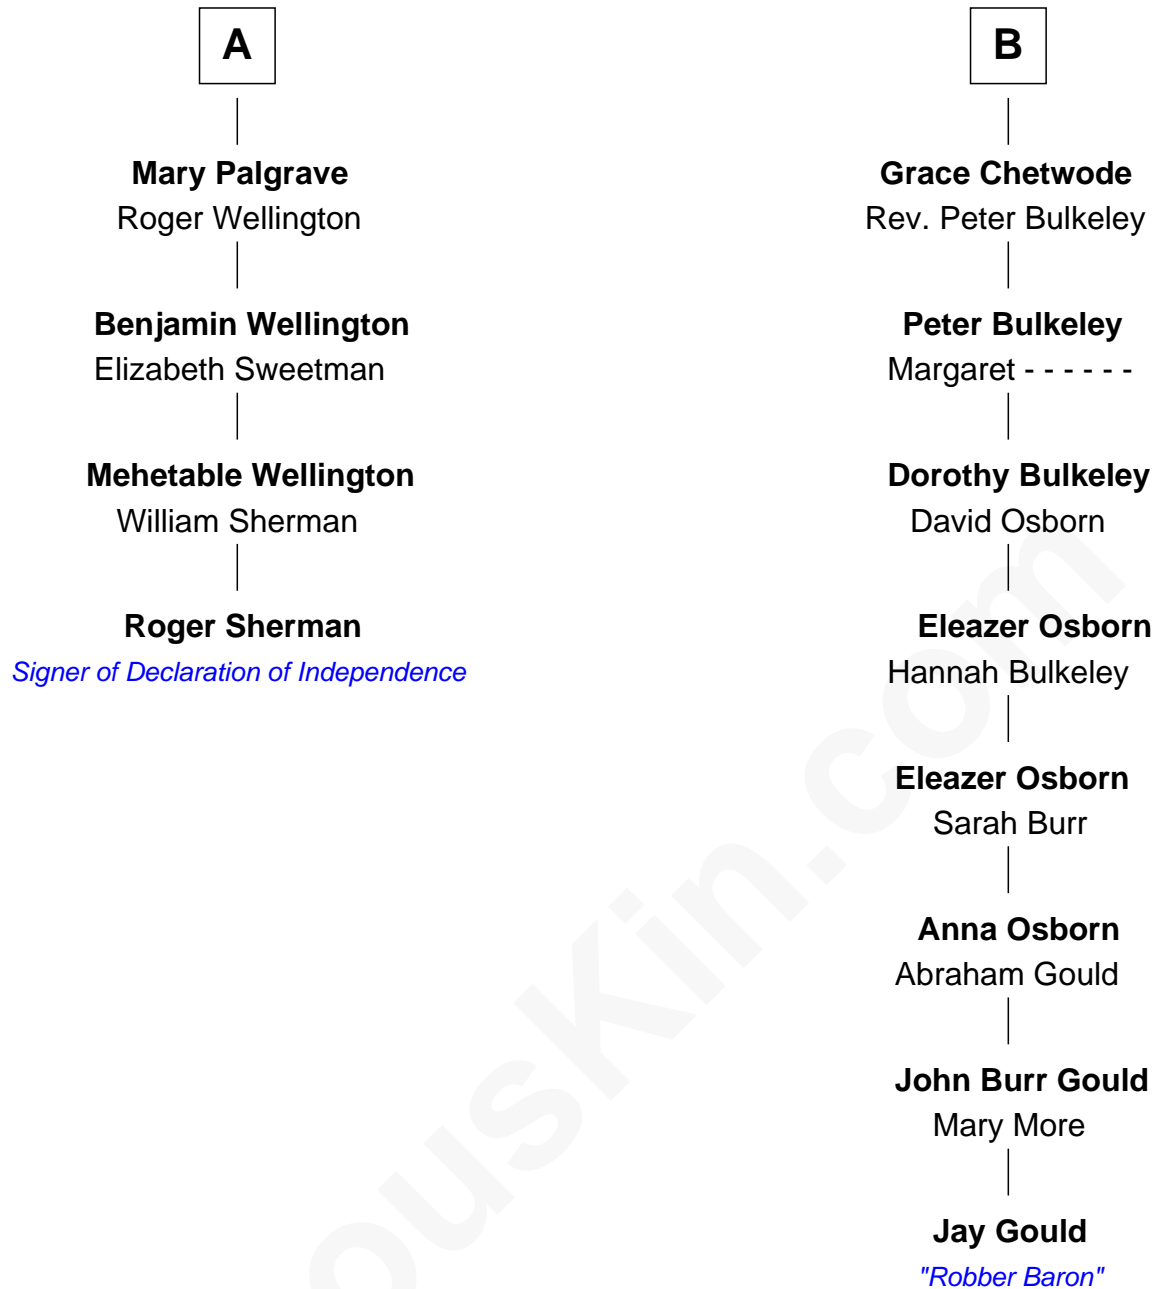 A
Mary Palgrave
Roger Wellington
Benjamin Wellington
Elizabeth Sweetman
Mehetable Wellington
William Sherman
Roger Sherman
Signer of Declaration of Independence
B
Grace Chetwode
Rev. Peter Bulkeley
Peter Bulkeley
Margaret - - - - - -
Dorothy Bulkeley
David Osborn
Eleazer Osborn
Hannah Bulkeley
Eleazer Osborn
Sarah Burr
Anna Osborn
Abraham Gould
John Burr Gould
Mary More
Jay Gould
"Robber Baron"
ousKin.com